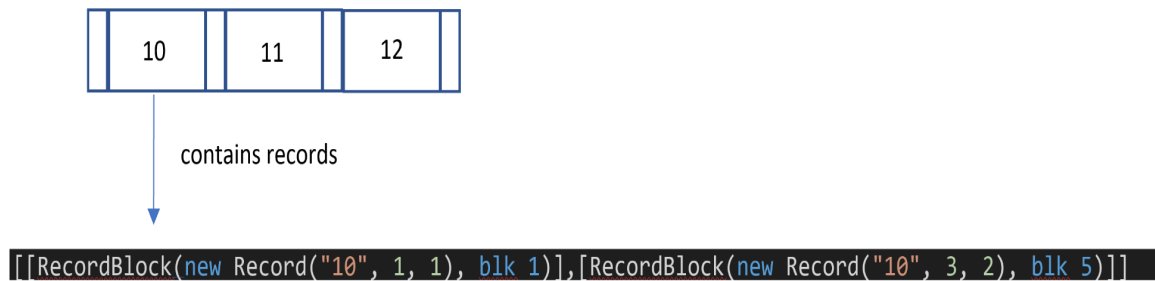 10 11 12
contains records
[[RecordBlock(new Record("10", 1, 1), blk 1)],[RecordBlock(new Record("10", 3, 2), blk 5)]]